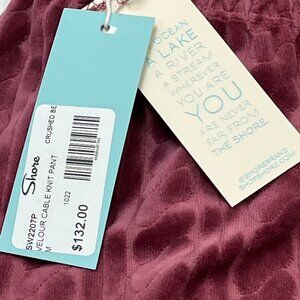 Shore
SW2207P
VELOUR CABLE KNIT PANT
M
CRUSHED BE
1022
$132.00
OCEAN
A LAKE
A RIVER
A STREAM
WHEREVER
YOU ARE
YOU
ARE NEVER
FAR FROM
THE SHORE.
@SHOREBRAND